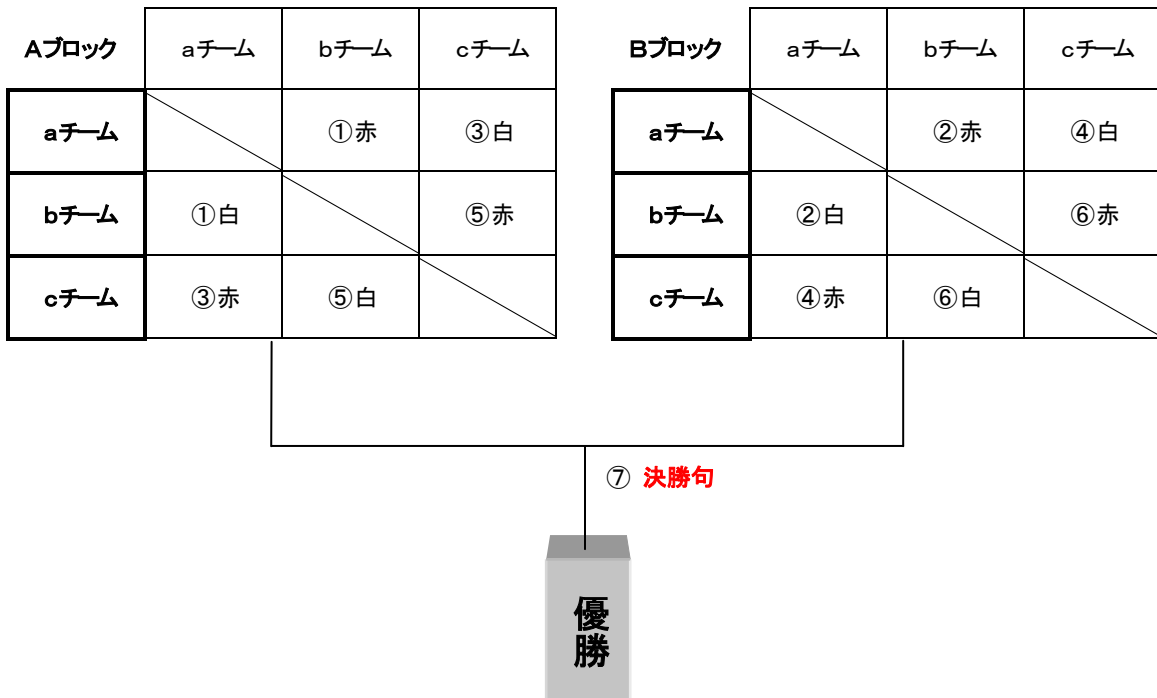 Aブロック aチーム bチーム cチーム
aチーム ①赤 ③白
bチーム ①白 ⑤赤
cチーム ③赤 ⑤白
Bブロック aチーム bチーム cチーム
aチーム ②赤 ④白
bチーム ②白 ⑥赤
cチーム ④赤 ⑥白
⑦ 決勝句
優勝